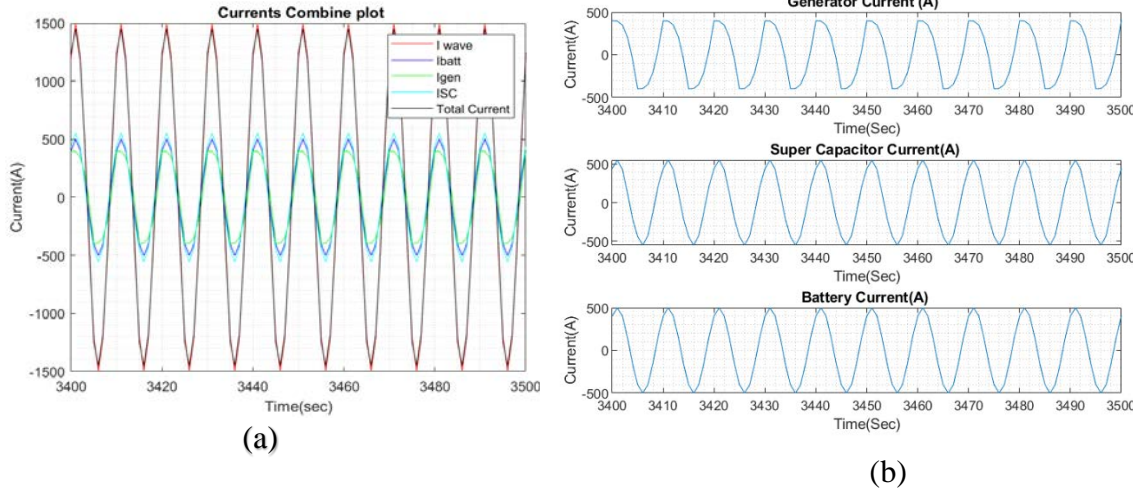 Currents Combine plot
1500
1000
500
0
-500
-1000
-1500
Current(A)
I wave
Ibatt
Igen
ISC
Total Current
3400 3420 3440 3460 3480 3500
Time(sec)
(a)
Generator Current (A)
500
0
-500
Current(A)
3400 3410 3420 3430 3440 3450 3460 3470 3480 3490 3500
Time(Sec)
Super Capacitor Current(A)
500
0
-500
Current(A)
3400 3410 3420 3430 3440 3450 3460 3470 3480 3490 3500
Time(Sec)
Battery Current(A)
500
0
-500
Current(A)
3400 3410 3420 3430 3440 3450 3460 3470 3480 3490 3500
Time(Sec)
(b)